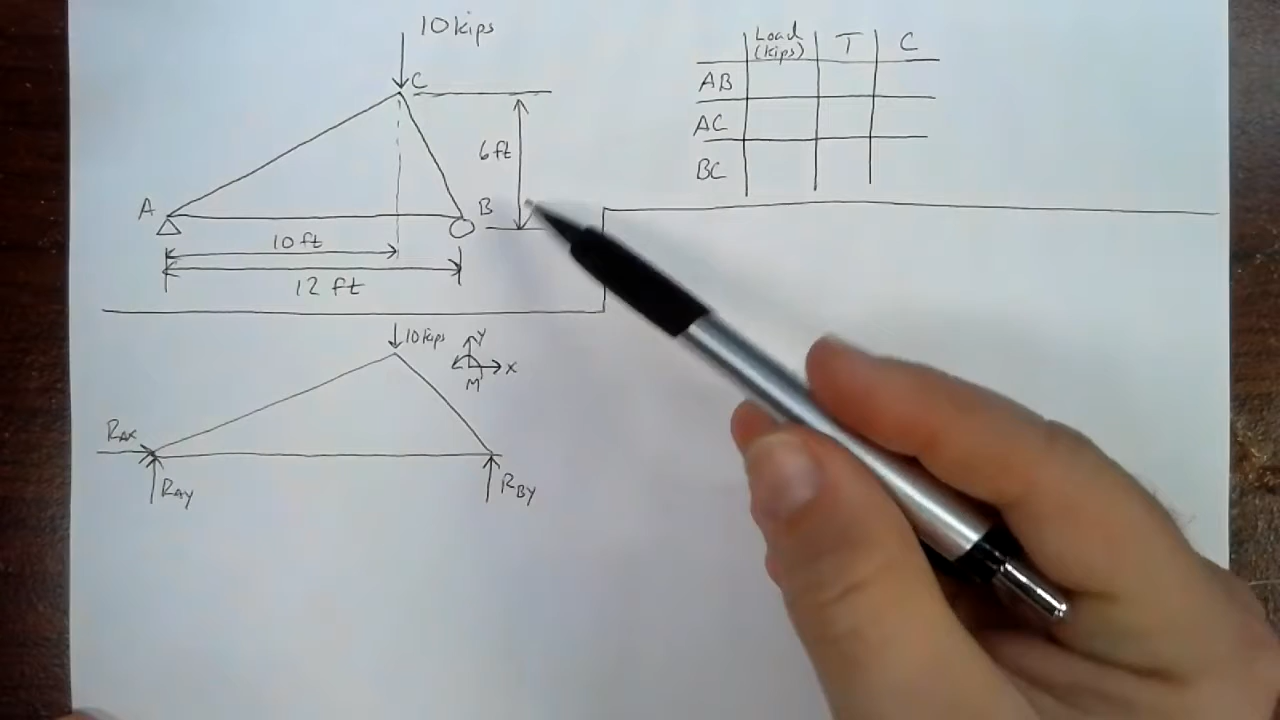 10 kips
C
6 ft
A
B
10 ft
12 ft
Load (kips) T C
AB
AC
BC
10 kips
Y
X
M
RAX
RAY
RBY